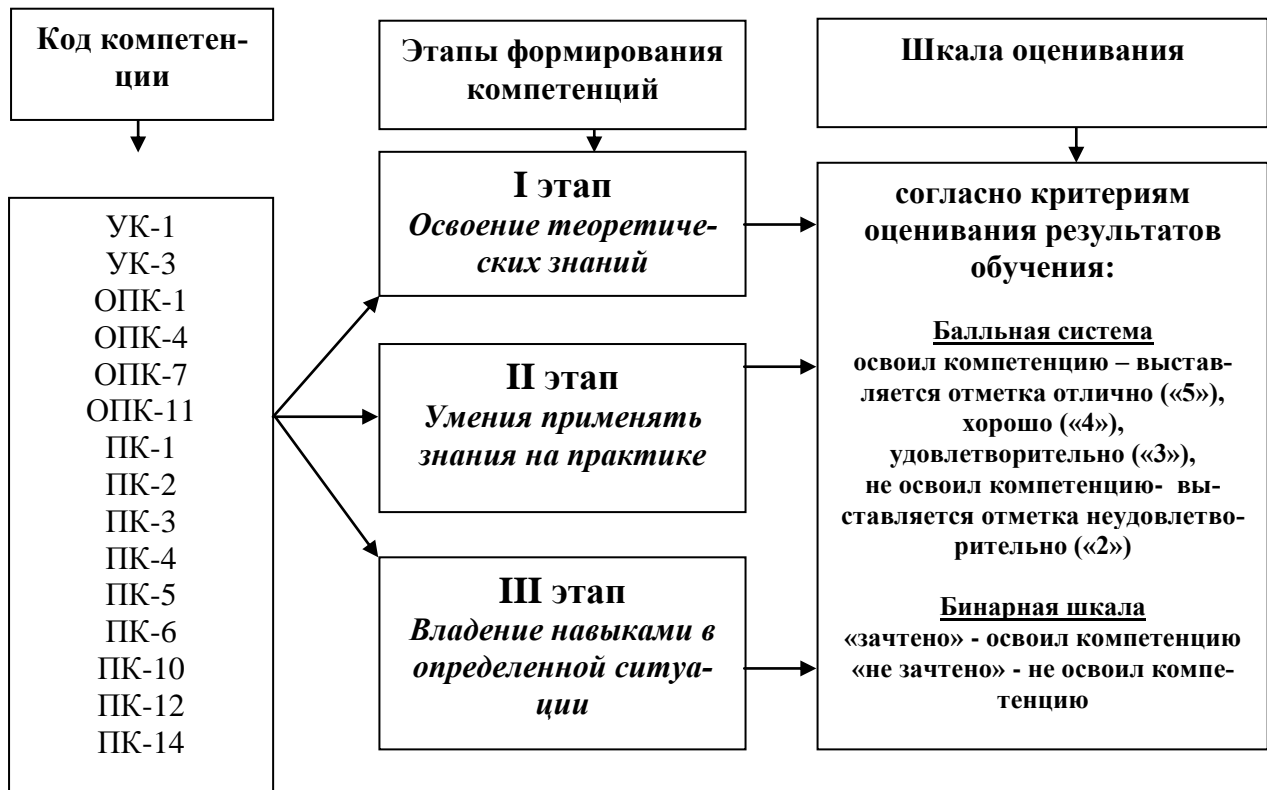 Код компетен-
ции
Этапы формирования
компетенций
Шкала оценивания
УК-1
УК-3
ОПК-1
ОПК-4
ОПК-7
ОПК-11
ПК-1
ПК-2
ПК-3
ПК-4
ПК-5
ПК-6
ПК-10
ПК-12
ПК-14
I этап
Освоение теоретиче-
ских знаний
II этап
Умения применять
знания на практике
III этап
Владение навыками в
определенной ситуа-
ции
согласно критериям
оценивания результатов
обучения:
Балльная система
освоил компетенцию – выстав-
ляется отметка отлично («5»),
хорошо («4»),
удовлетворительно («3»),
не освоил компетенцию- вы-
ставляется отметка неудовлетво-
рительно («2»)
Бинарная шкала
«зачтено» - освоил компетенцию
«не зачтено» - не освоил компе-
тенцию